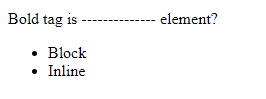 Bold tag is -------------- element?
• Block
• Inline